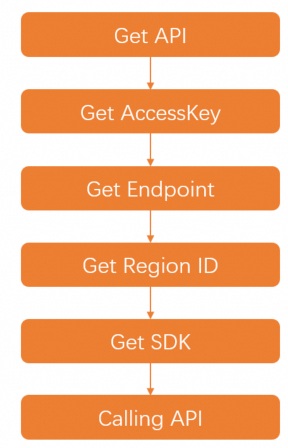 Get API
Get AccessKey
Get Endpoint
Get Region ID
Get SDK
Calling API